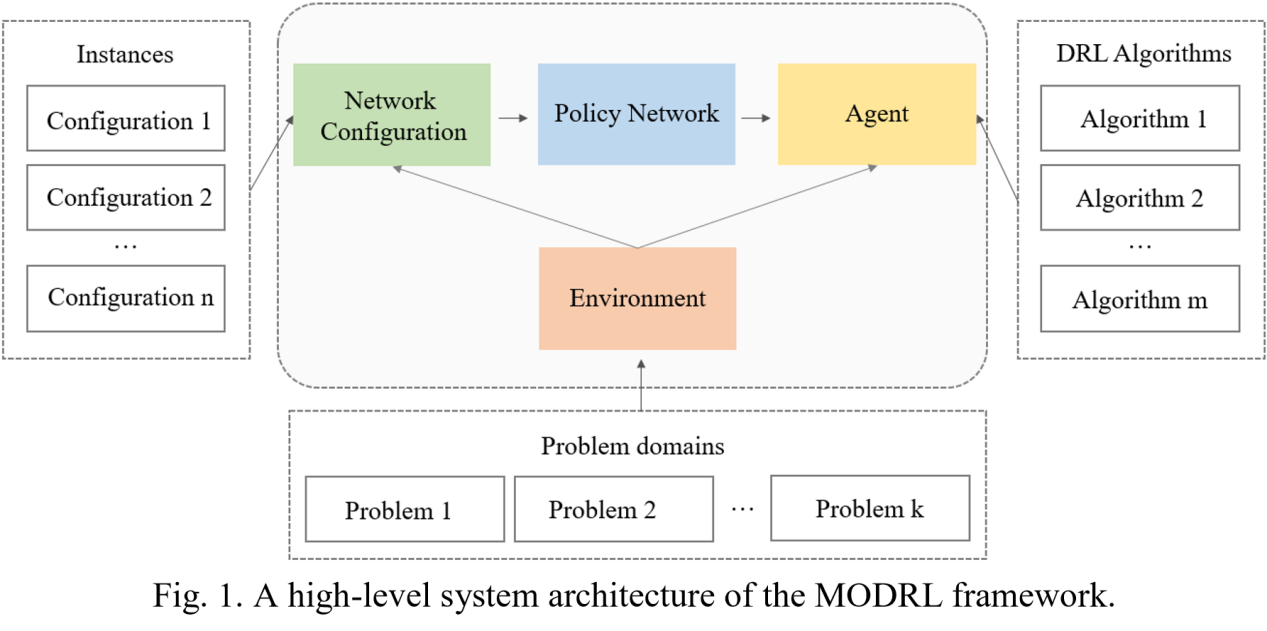 Instances
Configuration 1
Configuration 2
...
Configuration n
Network
Configuration
Policy Network
Agent
Environment
DRL Algorithms
Algorithm 1
Algorithm 2
...
Algorithm m
Problem domains
Problem 1
Problem 2
...
Problem k
Fig. 1. A high-level system architecture of the MODRL framework.